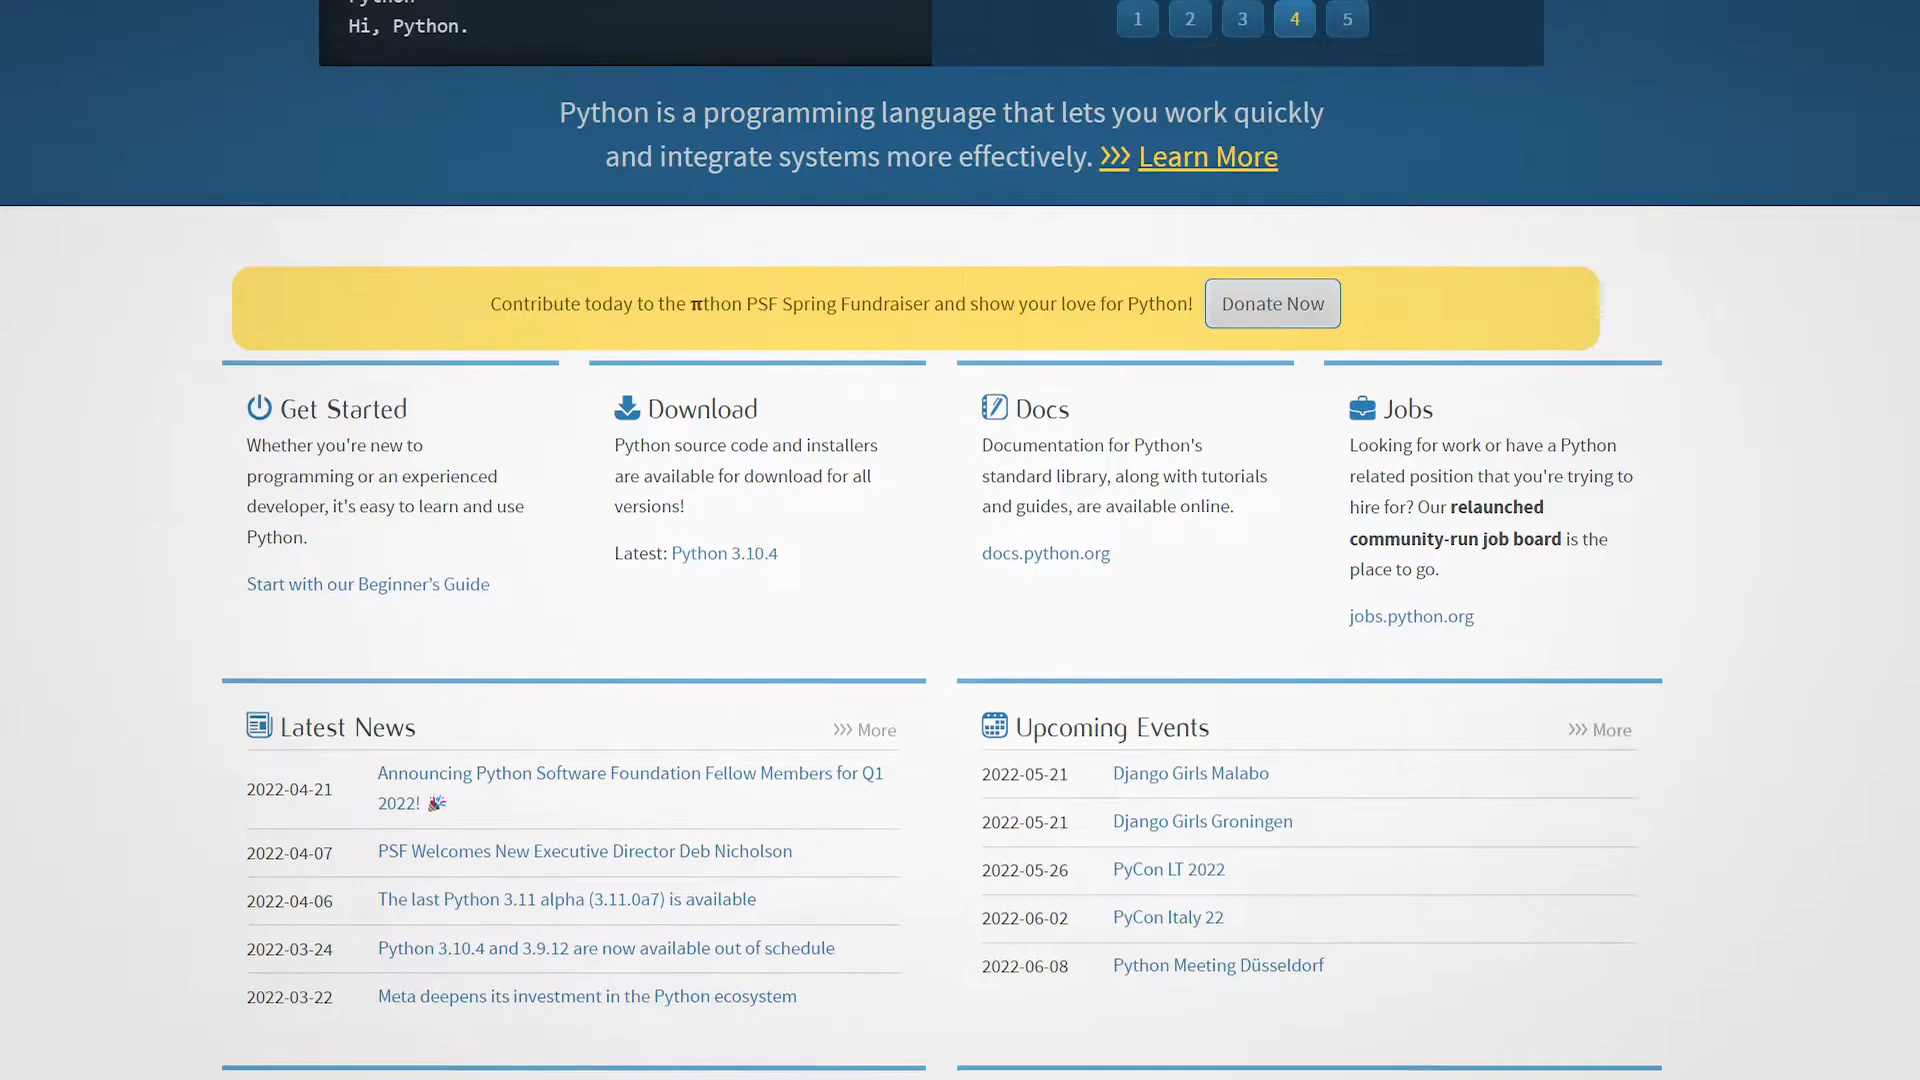 Hi, Python.
1 2 3 4 5
Python is a programming language that lets you work quickly
and integrate systems more effectively. >>> Learn More
Contribute today to the πthon PSF Spring Fundraiser and show your love for Python! Donate Now
Get Started
Whether you're new to
programming or an experienced
developer, it's easy to learn and use
Python.
Start with our Beginner’s Guide
Download
Python source code and installers
are available for download for all
versions!
Latest: Python 3.10.4
Docs
Documentation for Python's
standard library, along with tutorials
and guides, are available online.
docs.python.org
Jobs
Looking for work or have a Python
related position that you're trying to
hire for? Our relaunched
community-run job board is the
place to go.
jobs.python.org
Latest News
>>> More
2022-04-21 Announcing Python Software Foundation Fellow Members for Q1
2022! 🎉
2022-04-07 PSF Welcomes New Executive Director Deb Nicholson
2022-04-06 The last Python 3.11 alpha (3.11.0a7) is available
2022-03-24 Python 3.10.4 and 3.9.12 are now available out of schedule
2022-03-22 Meta deepens its investment in the Python ecosystem
Upcoming Events
>>> More
2022-05-21 Django Girls Malabo
2022-05-21 Django Girls Groningen
2022-05-26 PyCon LT 2022
2022-06-02 PyCon Italy 22
2022-06-08 Python Meeting Düsseldorf